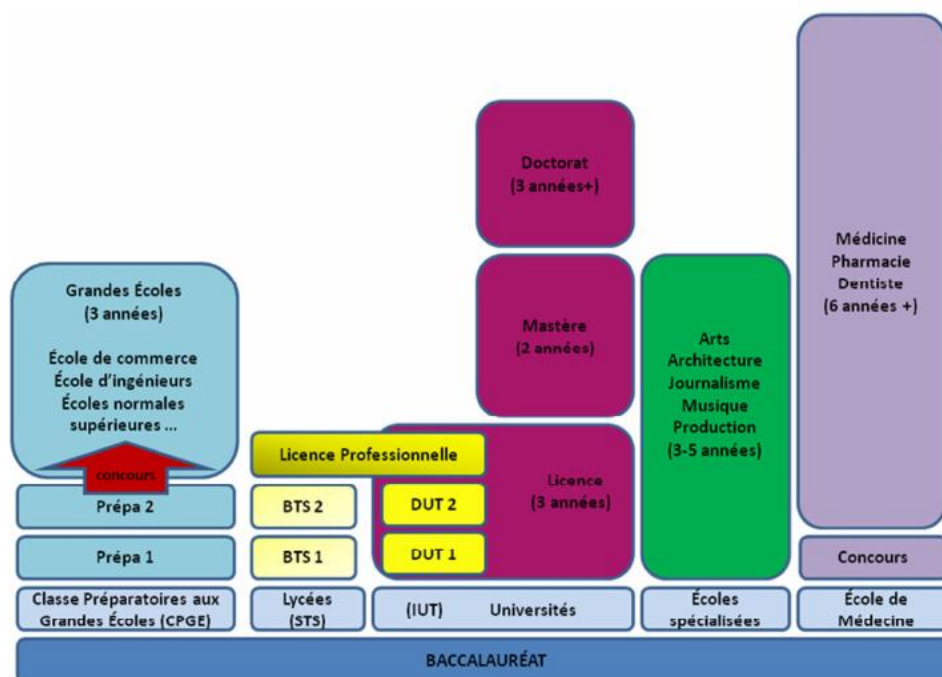 Doctorat
(3 années+)
Médicine
Pharmacie
Dentiste
(6 années +)
Grandes Écoles
(3 années)
École de commerce
École d'ingénieurs
Écoles normales
supérieures ...
concours
Mastère
(2 années)
Arts
Architecture
Journalisme
Musique
Production
(3-5 années)
Licence Professionnelle
Licence
(3 années)
Prépa 2
BTS 2
DUT 2
Prépa 1
BTS 1
DUT 1
Concours
Classe Préparatoires aux
Grandes Écoles (CPGE)
Lycées
(STS)
(IUT) Universités
Écoles
spécialisées
École de
Médecine
BACCALAURÉAT